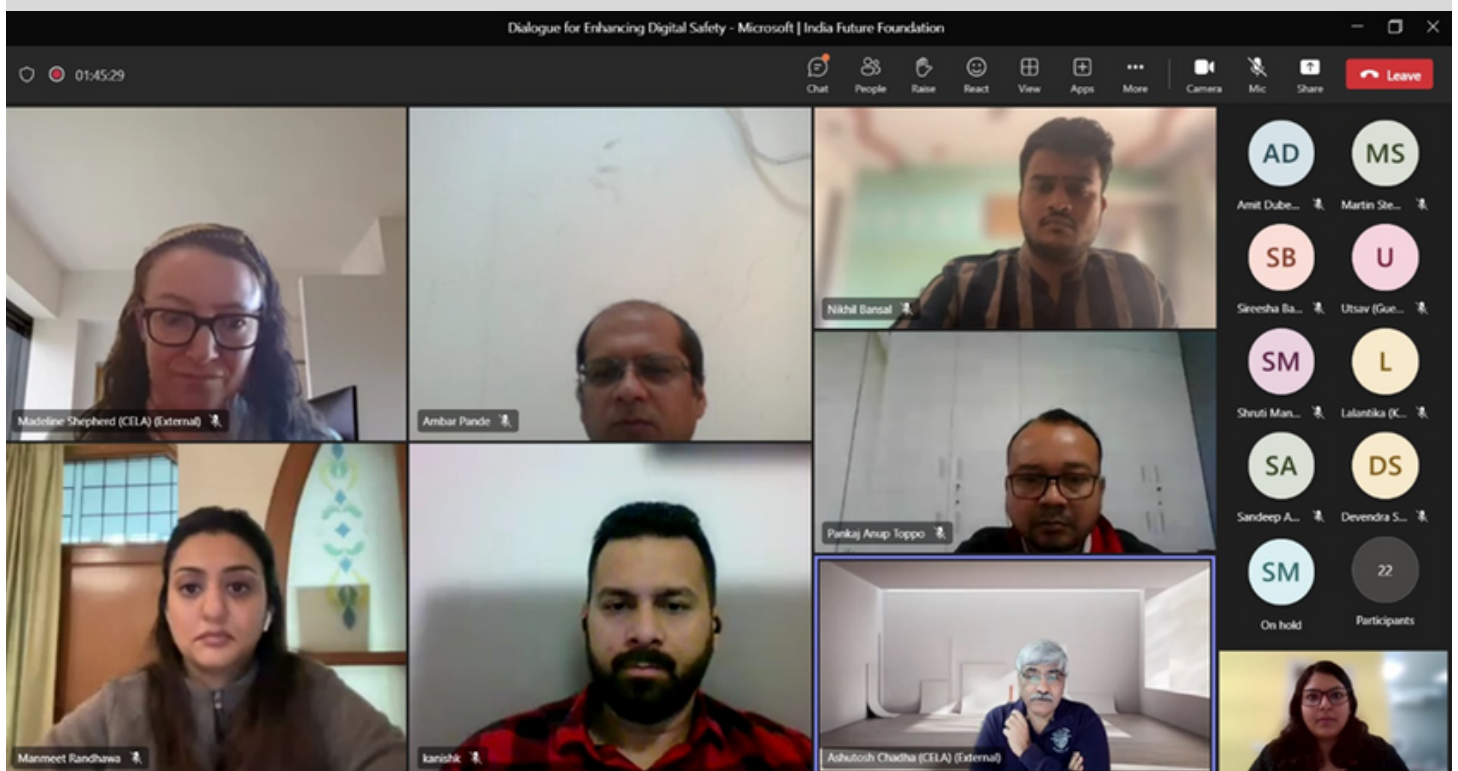 Dialogue for Enhancing Digital Safety - Microsoft | India Future Foundation
01:45:29
Chat
People
Raise
React
View
Apps
More
Camera
Mic
Share
Leave
Madeline Shepherd (CELA) (External)
Ambar Pande
Nikhil Bansal
Pankaj Anup Toppo
Manmeet Randhawa
kanishk
Ashutosh Chadha (CELA) (External)
AD
MS
Amit Dube...
Martin Ste...
SB
U
Sireesha Ba...
Utsav (Gue...
SM
L
Shruti Man...
Lalantika (K...
SA
DS
Sandeep A...
Devendra S...
SM
22
On hold
Participants